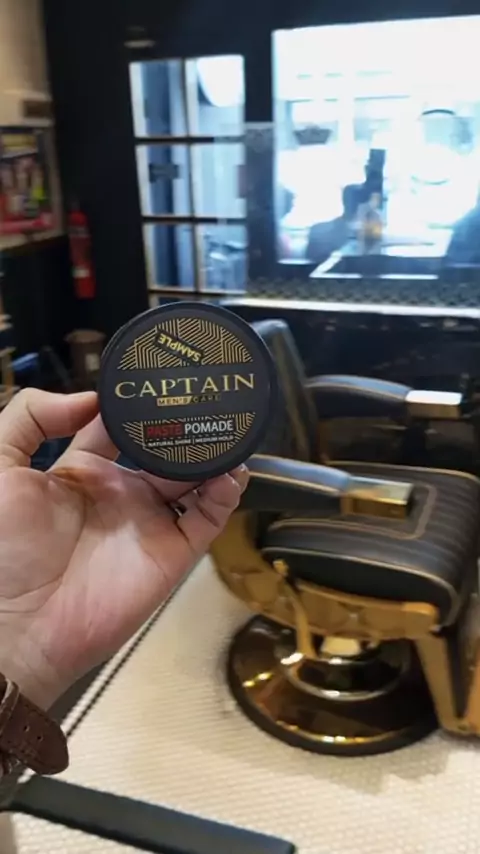 SAMPLE
CAPTAIN
MEN'S CARE
PASTE POMADE
NATURAL SHINE | MEDIUM HOLD